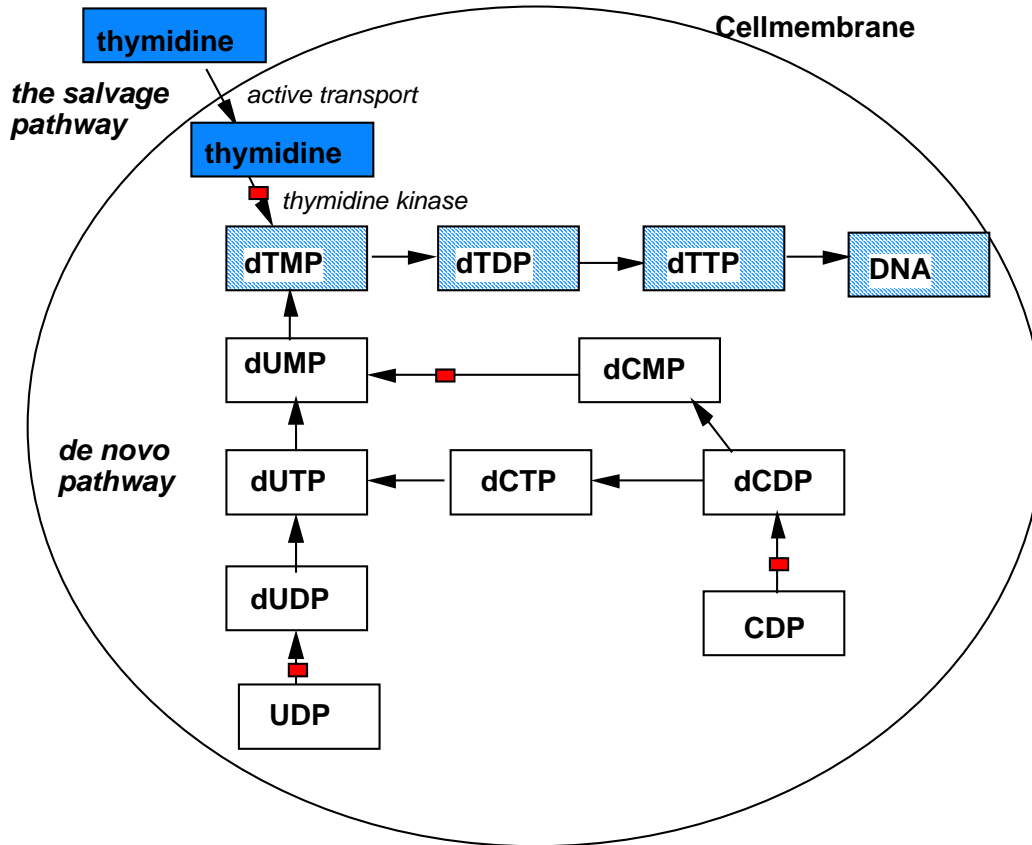 Cellmembrane
thymidine
the salvage
pathway
active transport
thymidine
thymidine kinase
dTMP
dTDP
dTTP
DNA
dUMP
dCMP
de novo
pathway
dUTP
dCTP
dCDP
dUDP
CDP
UDP